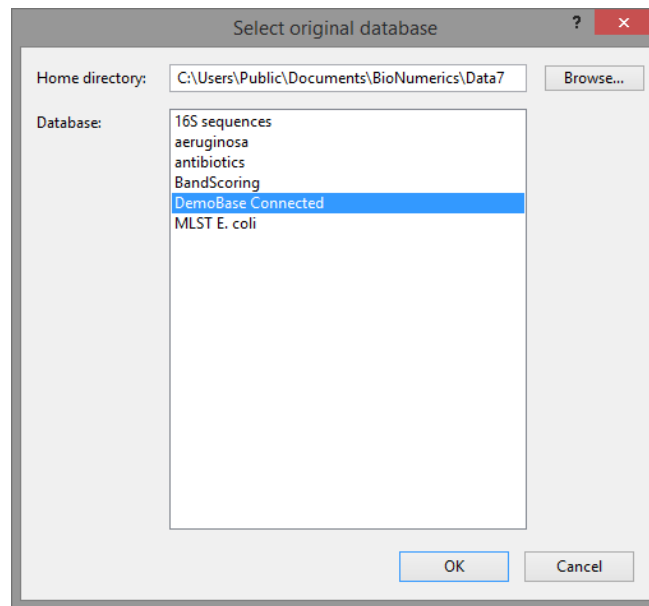 Select original database
?
×
Home directory:
C:\Users\Public\Documents\BioNumerics\Data7
Browse...
Database:
16S sequences
aeruginosa
antibiotics
BandScoring
DemoBase Connected
MLST E. coli
OK
Cancel